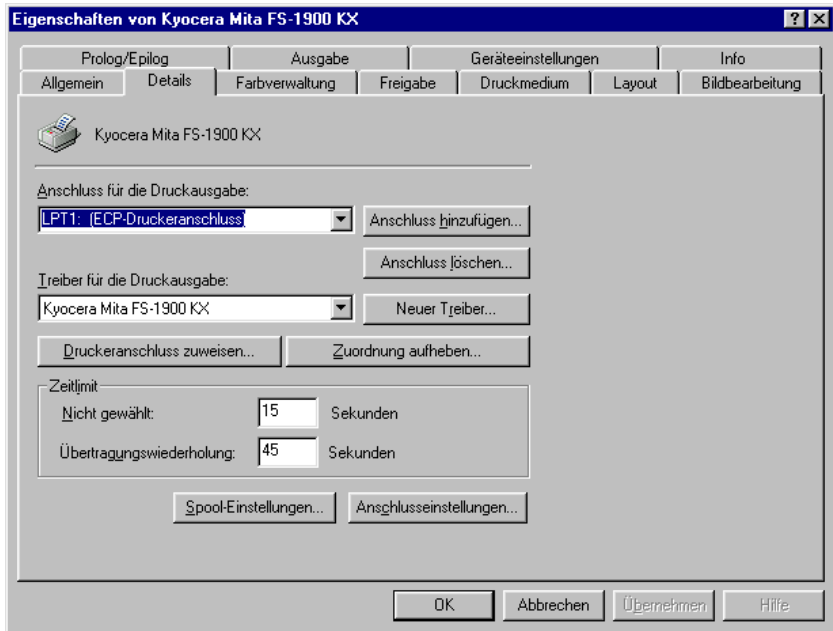 Eigenschaften von Kyocera Mita FS-1900 KX
Prolog/Epilog Ausgabe Geräteeinstellungen Info
Allgemein Details Farbverwaltung Freigabe Druckmedium Layout Bildbearbeitung
Kyocera Mita FS-1900 KX
Anschluss für die Druckausgabe:
LPT1: (ECP-Druckeranschluss) Anschluss hinzufügen...
Anschluss löschen...
Treiber für die Druckausgabe:
Kyocera Mita FS-1900 KX Neuer Treiber...
Druckeranschluss zuweisen... Zuordnung aufheben...
Zeitlimit
Nicht gewählt: 15 Sekunden
Übertragungswiederholung: 45 Sekunden
Spool-Einstellungen... Anschlusseinstellungen...
OK Abbrechen Übernehmen Hilfe